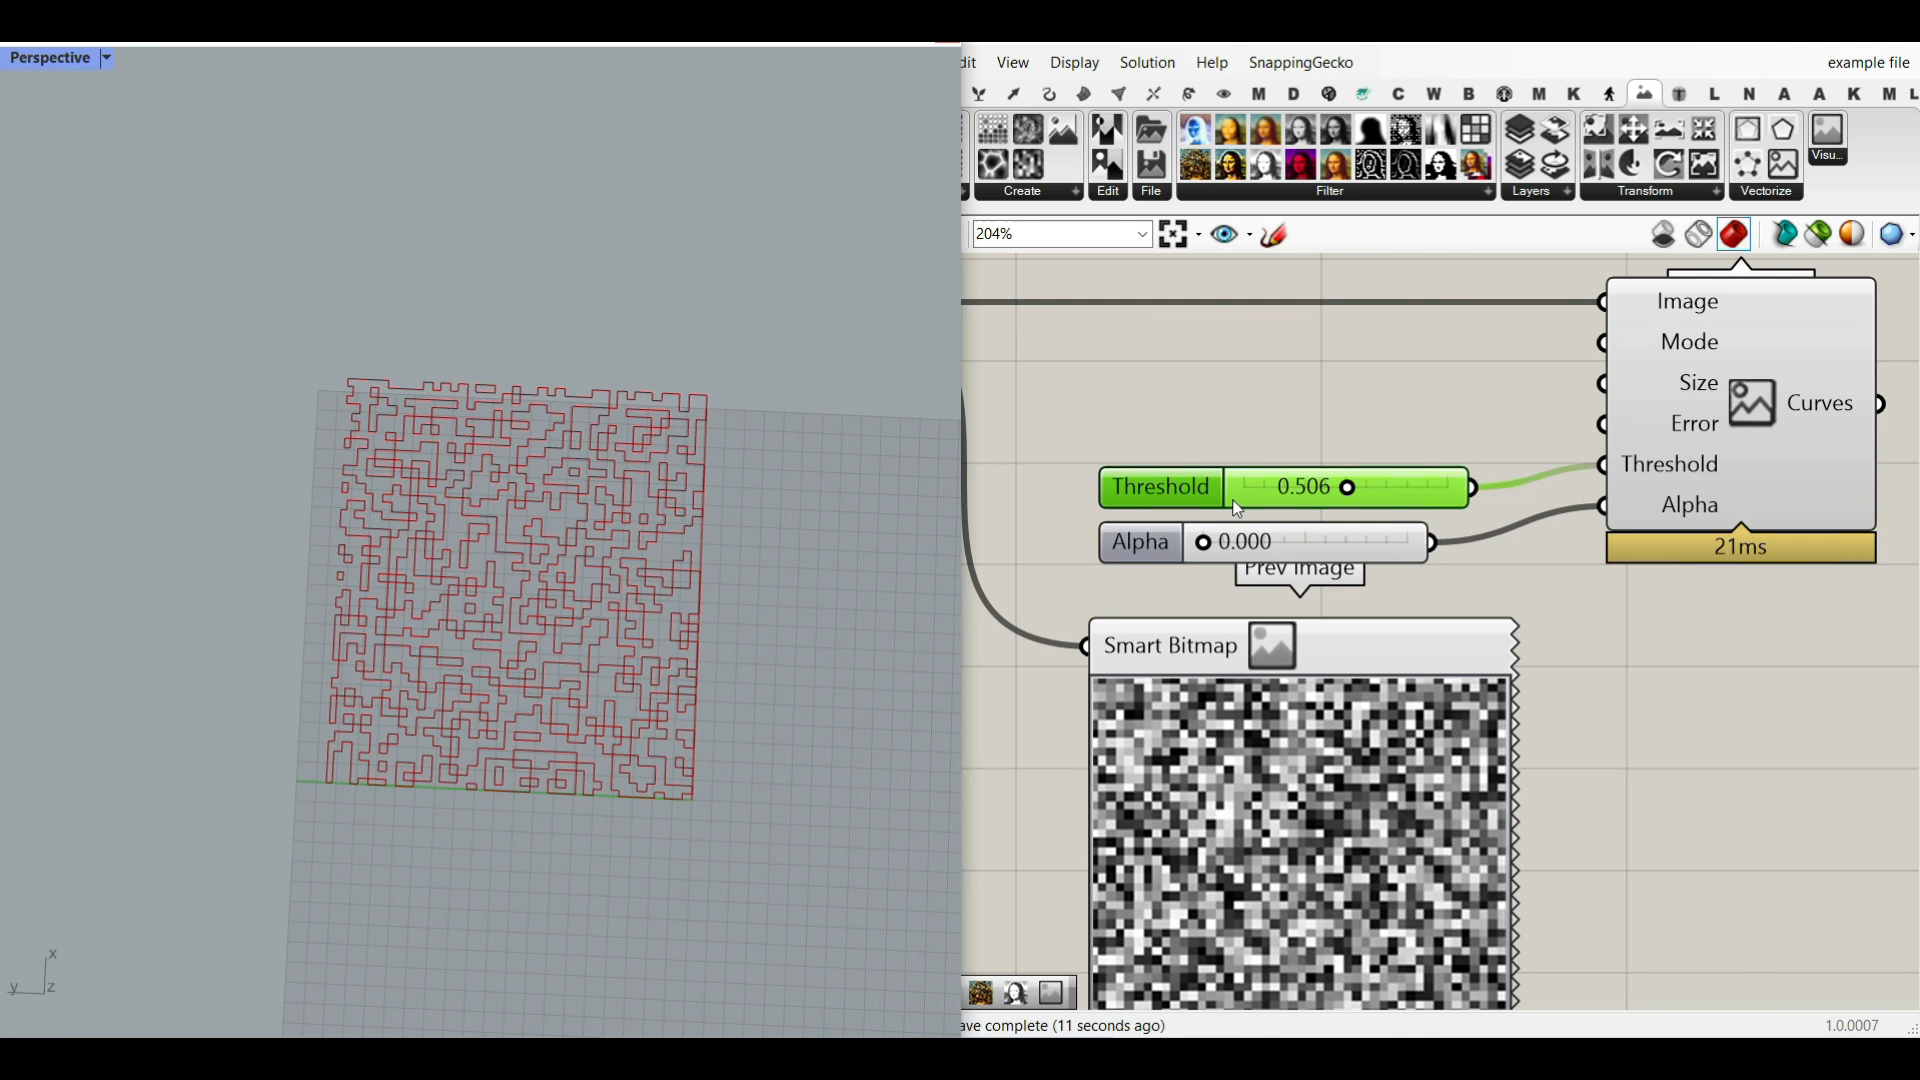 Perspective
dit View Display Solution Help SnappingGecko example file
M D C W B M K L N A A K M L
Create Edit File Filter Layers Transform Vectorize Visu...
204%
Image
Mode
Size
Error
Threshold
Alpha
Curves
21ms
Threshold 0.506
Alpha 0.000
Prev Image
Smart Bitmap
x
y z
ave complete (11 seconds ago)
1.0.0007